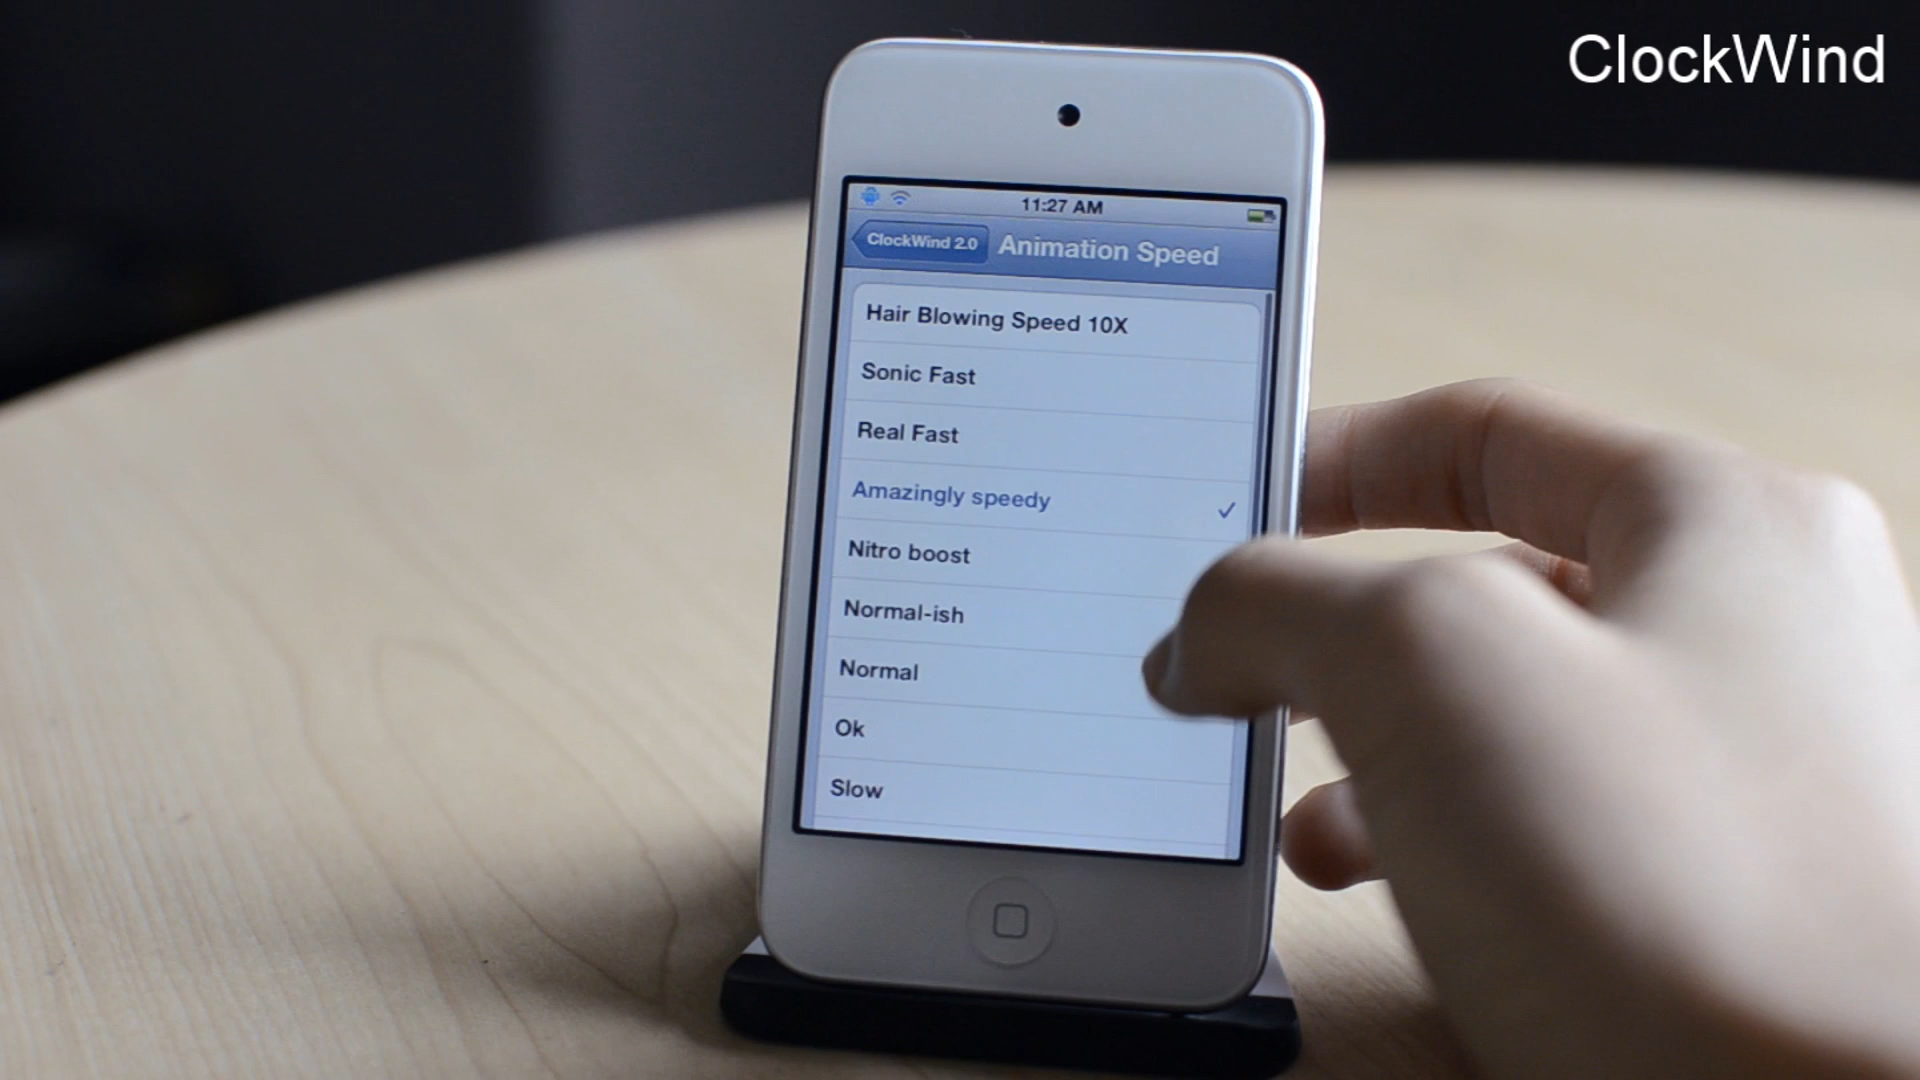 ClockWind
11:27 AM
ClockWind 2.0
Animation Speed
Hair Blowing Speed 10X
Sonic Fast
Real Fast
Amazingly speedy
Nitro boost
Normal-ish
Normal
Ok
Slow